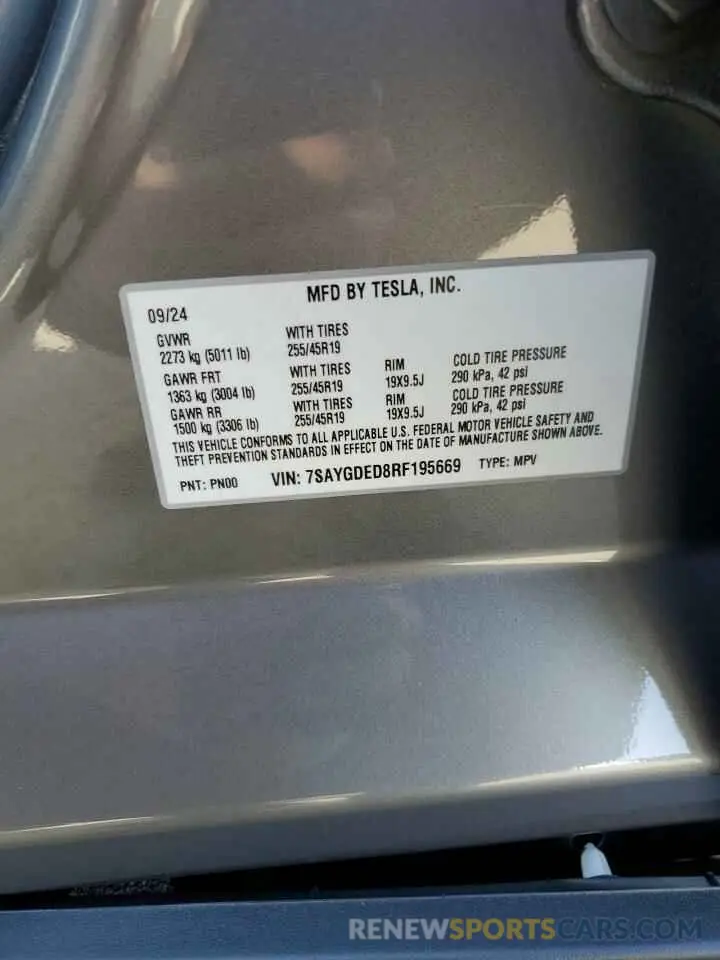 MFD BY TESLA, INC.
09/24
GVWR WITH TIRES
2273 kg (5011 lb) 255/45R19
GAWR FRT WITH TIRES RIM COLD TIRE PRESSURE
1363 kg (3004 lb) 255/45R19 19X9.5J 290 kPa, 42 psi
GAWR RR WITH TIRES RIM COLD TIRE PRESSURE
1500 kg (3306 lb) 255/45R19 19X9.5J 290 kPa, 42 psi
THIS VEHICLE CONFORMS TO ALL APPLICABLE U.S. FEDERAL MOTOR VEHICLE SAFETY AND
THEFT PREVENTION STANDARDS IN EFFECT ON THE DATE OF MANUFACTURE SHOWN ABOVE.
PNT: PN00 VIN: 7SAYGDED8RF195669 TYPE: MPV
RENEWSPORTSCARS.COM